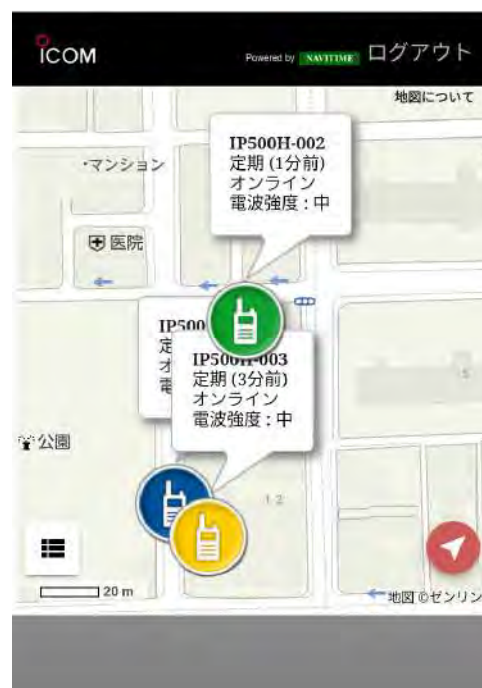 ICOM
Powered by NAVITIME ログアウト
地図について
IP500H-002
定期 (1分前)
オンライン
電波強度 : 中
・マンション
医院
IP500
定
オ
電
IP500H-003
定期 (3分前)
オンライン
電波強度 : 中
公園
1-2
20 m
地図 ©ゼンリン